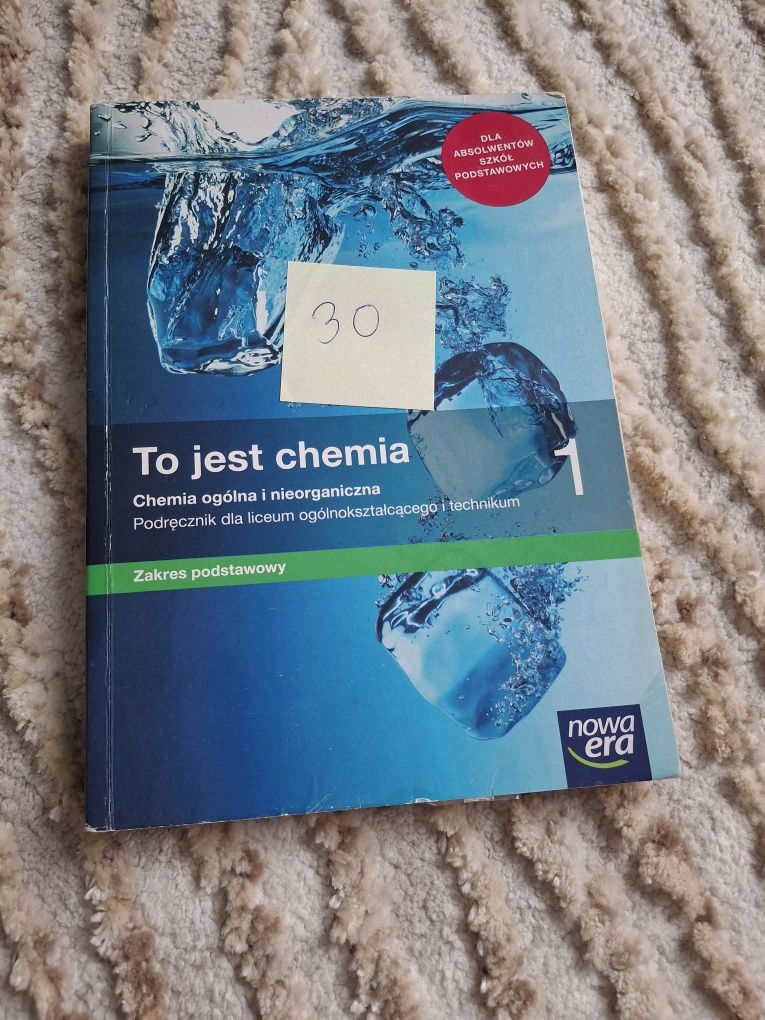 DLA
ABSOLWENTÓW
SZKÓŁ
PODSTAWOWYCH
30
To jest chemia
1
Chemia ogólna i nieorganiczna
Podręcznik dla liceum ogólnokształcącego i technikum
Zakres podstawowy
nowa
era